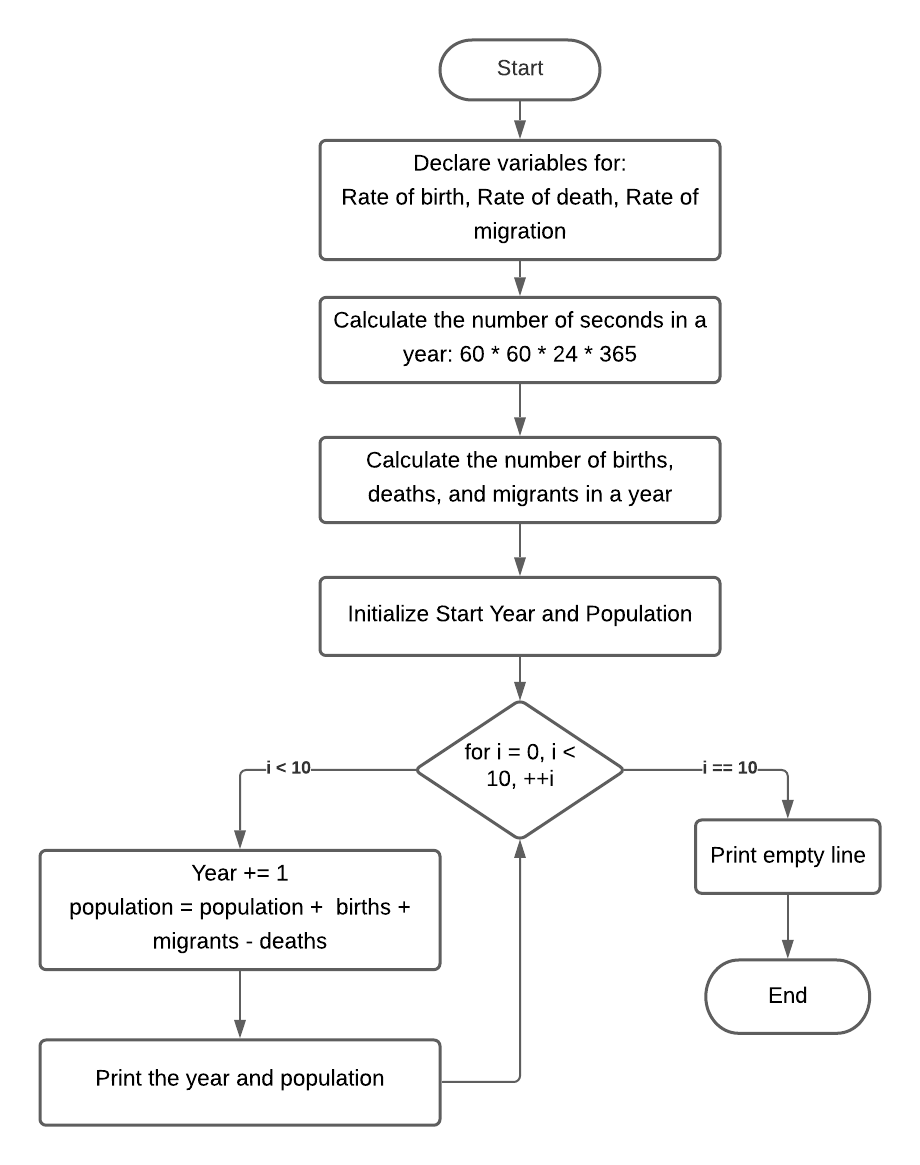 Start
Declare variables for:
Rate of birth, Rate of death, Rate of
migration
Calculate the number of seconds in a
year: 60 * 60 * 24 * 365
Calculate the number of births,
deaths, and migrants in a year
Initialize Start Year and Population
for i = 0, i <
10, ++i
i < 10
i == 10
Year += 1
population = population +  births +
migrants - deaths
Print the year and population
Print empty line
End